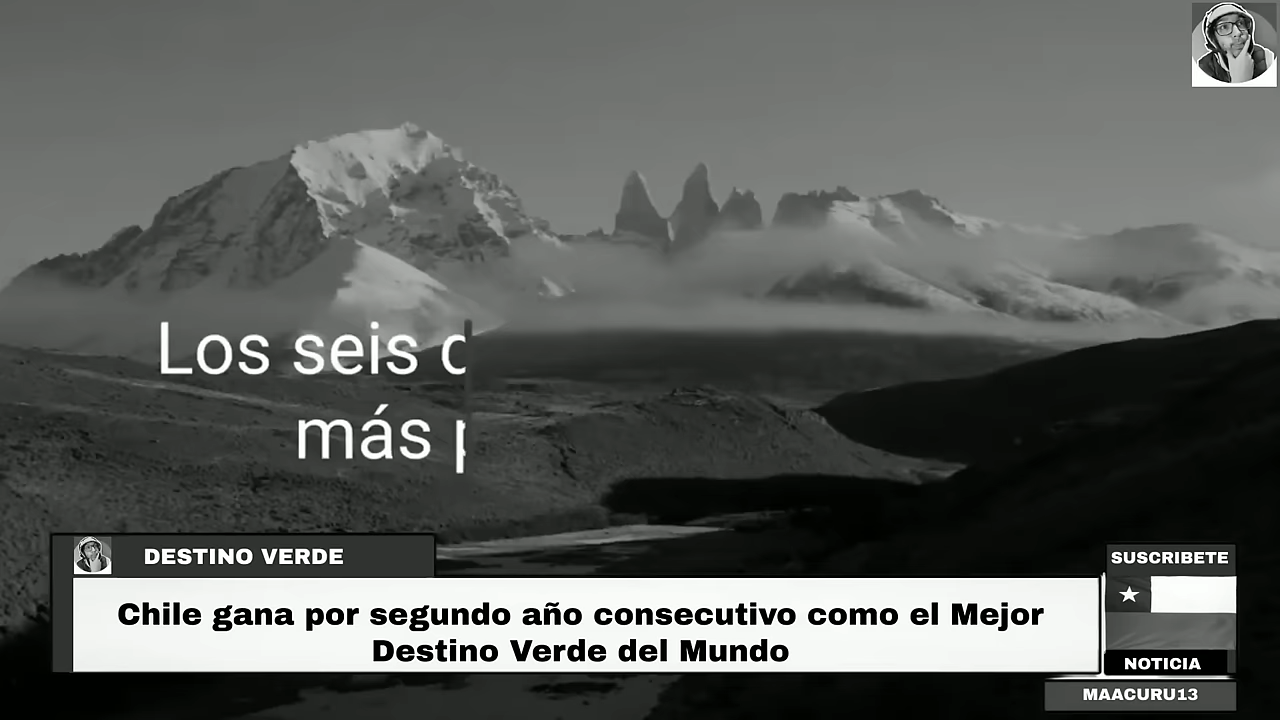 Los seis
más
DESTINO VERDE
Chile gana por segundo año consecutivo como el Mejor
Destino Verde del Mundo
SUSCRIBETE
NOTICIA
MAACURU13